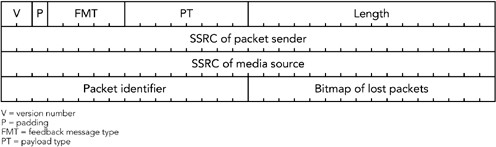 V P FMT PT Length
SSRC of packet sender
SSRC of media source
Packet identifier Bitmap of lost packets
V = version number
P = padding
FMT = feedback message type
PT = payload type